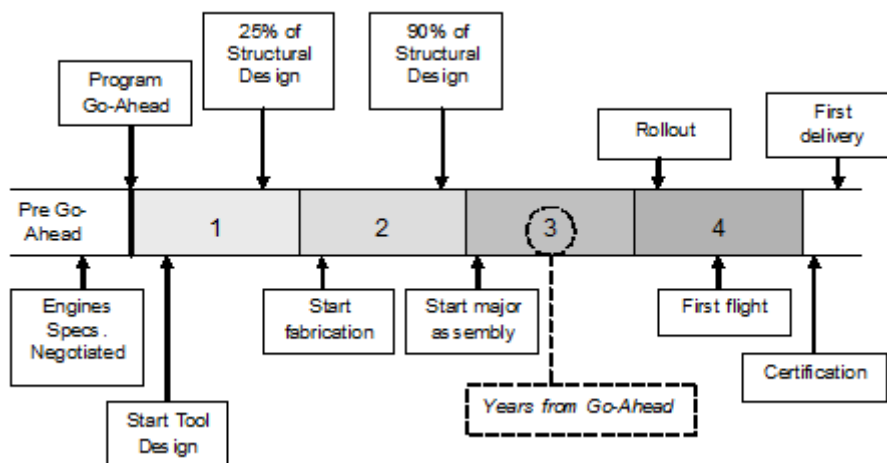 25% of
Structural
Design
90% of
Structural
Design
Program
Go-Ahead
Rollout
First
delivery
Pre Go-
Ahead
1
2
3
4
Engines
Specs.
Negotiated
Start
fabrication
Start major
assembly
First flight
Certification
Start Tool
Design
Years from Go-Ahead